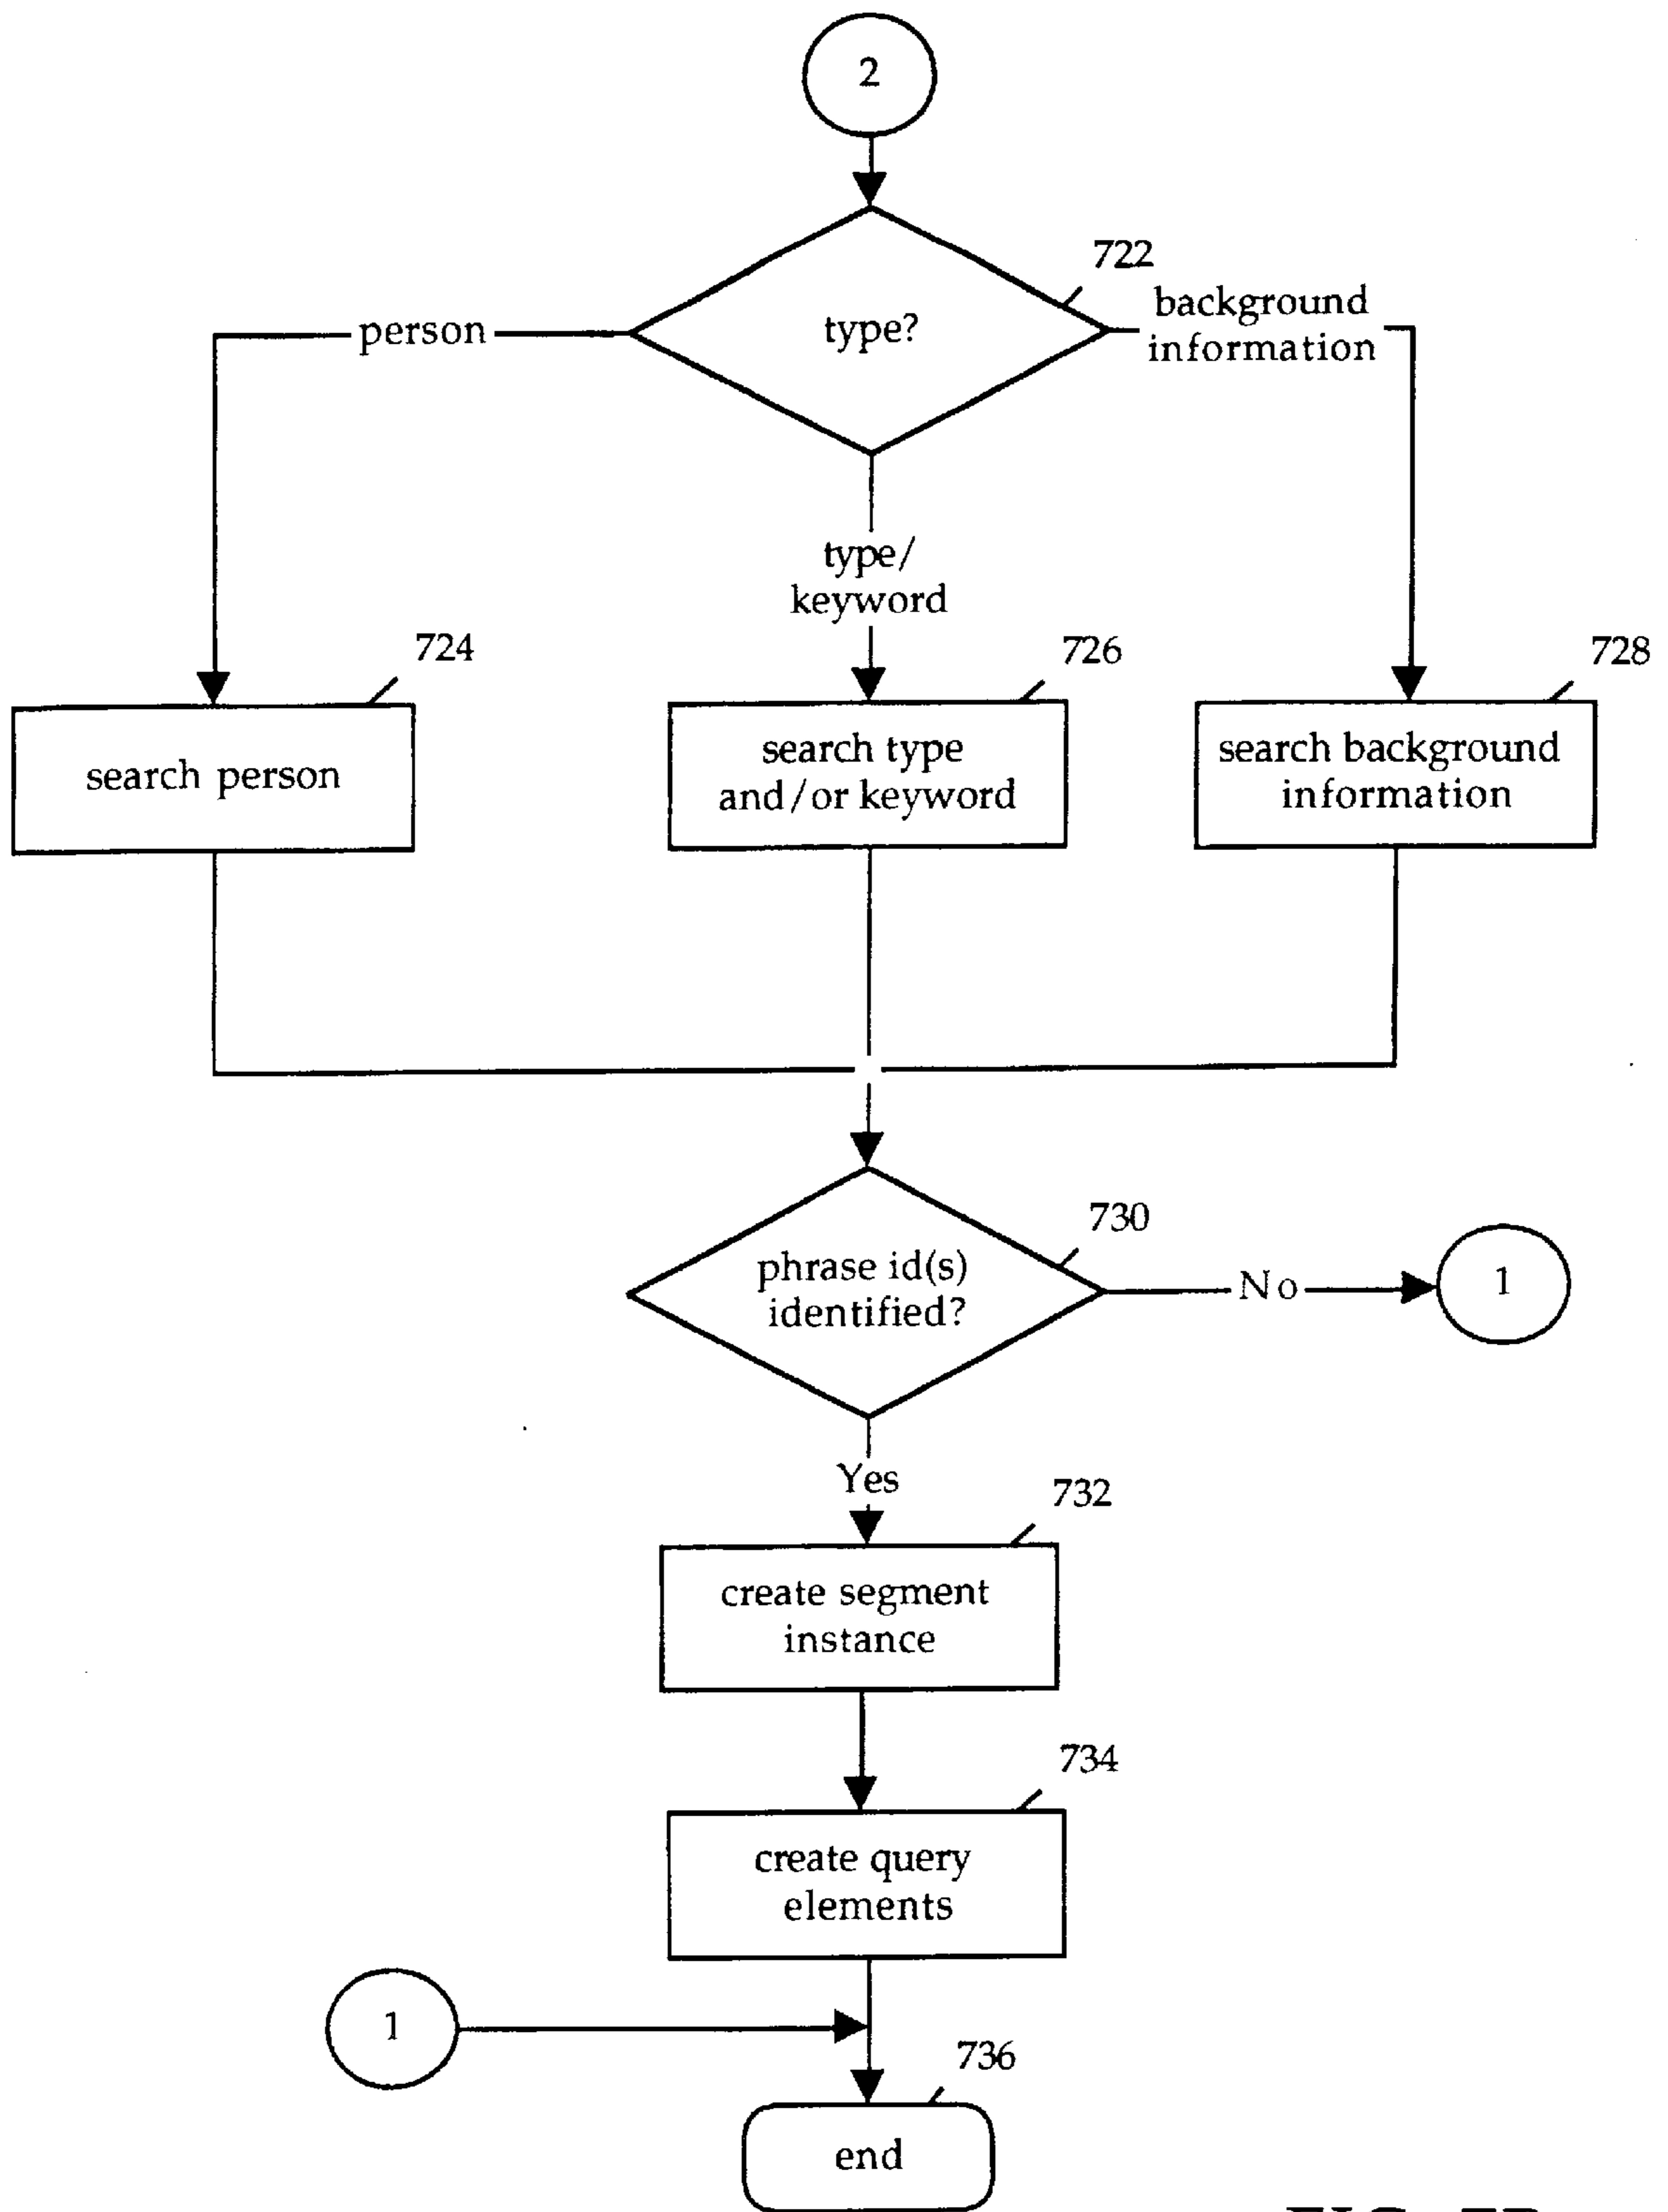 2
722
person
type?
background
information
type/
keyword
724
726
728
search person
search type
and/or keyword
search background
information
730
phrase id(s)
identified?
No
1
Yes
732
create segment
instance
734
create query
elements
1
736
end